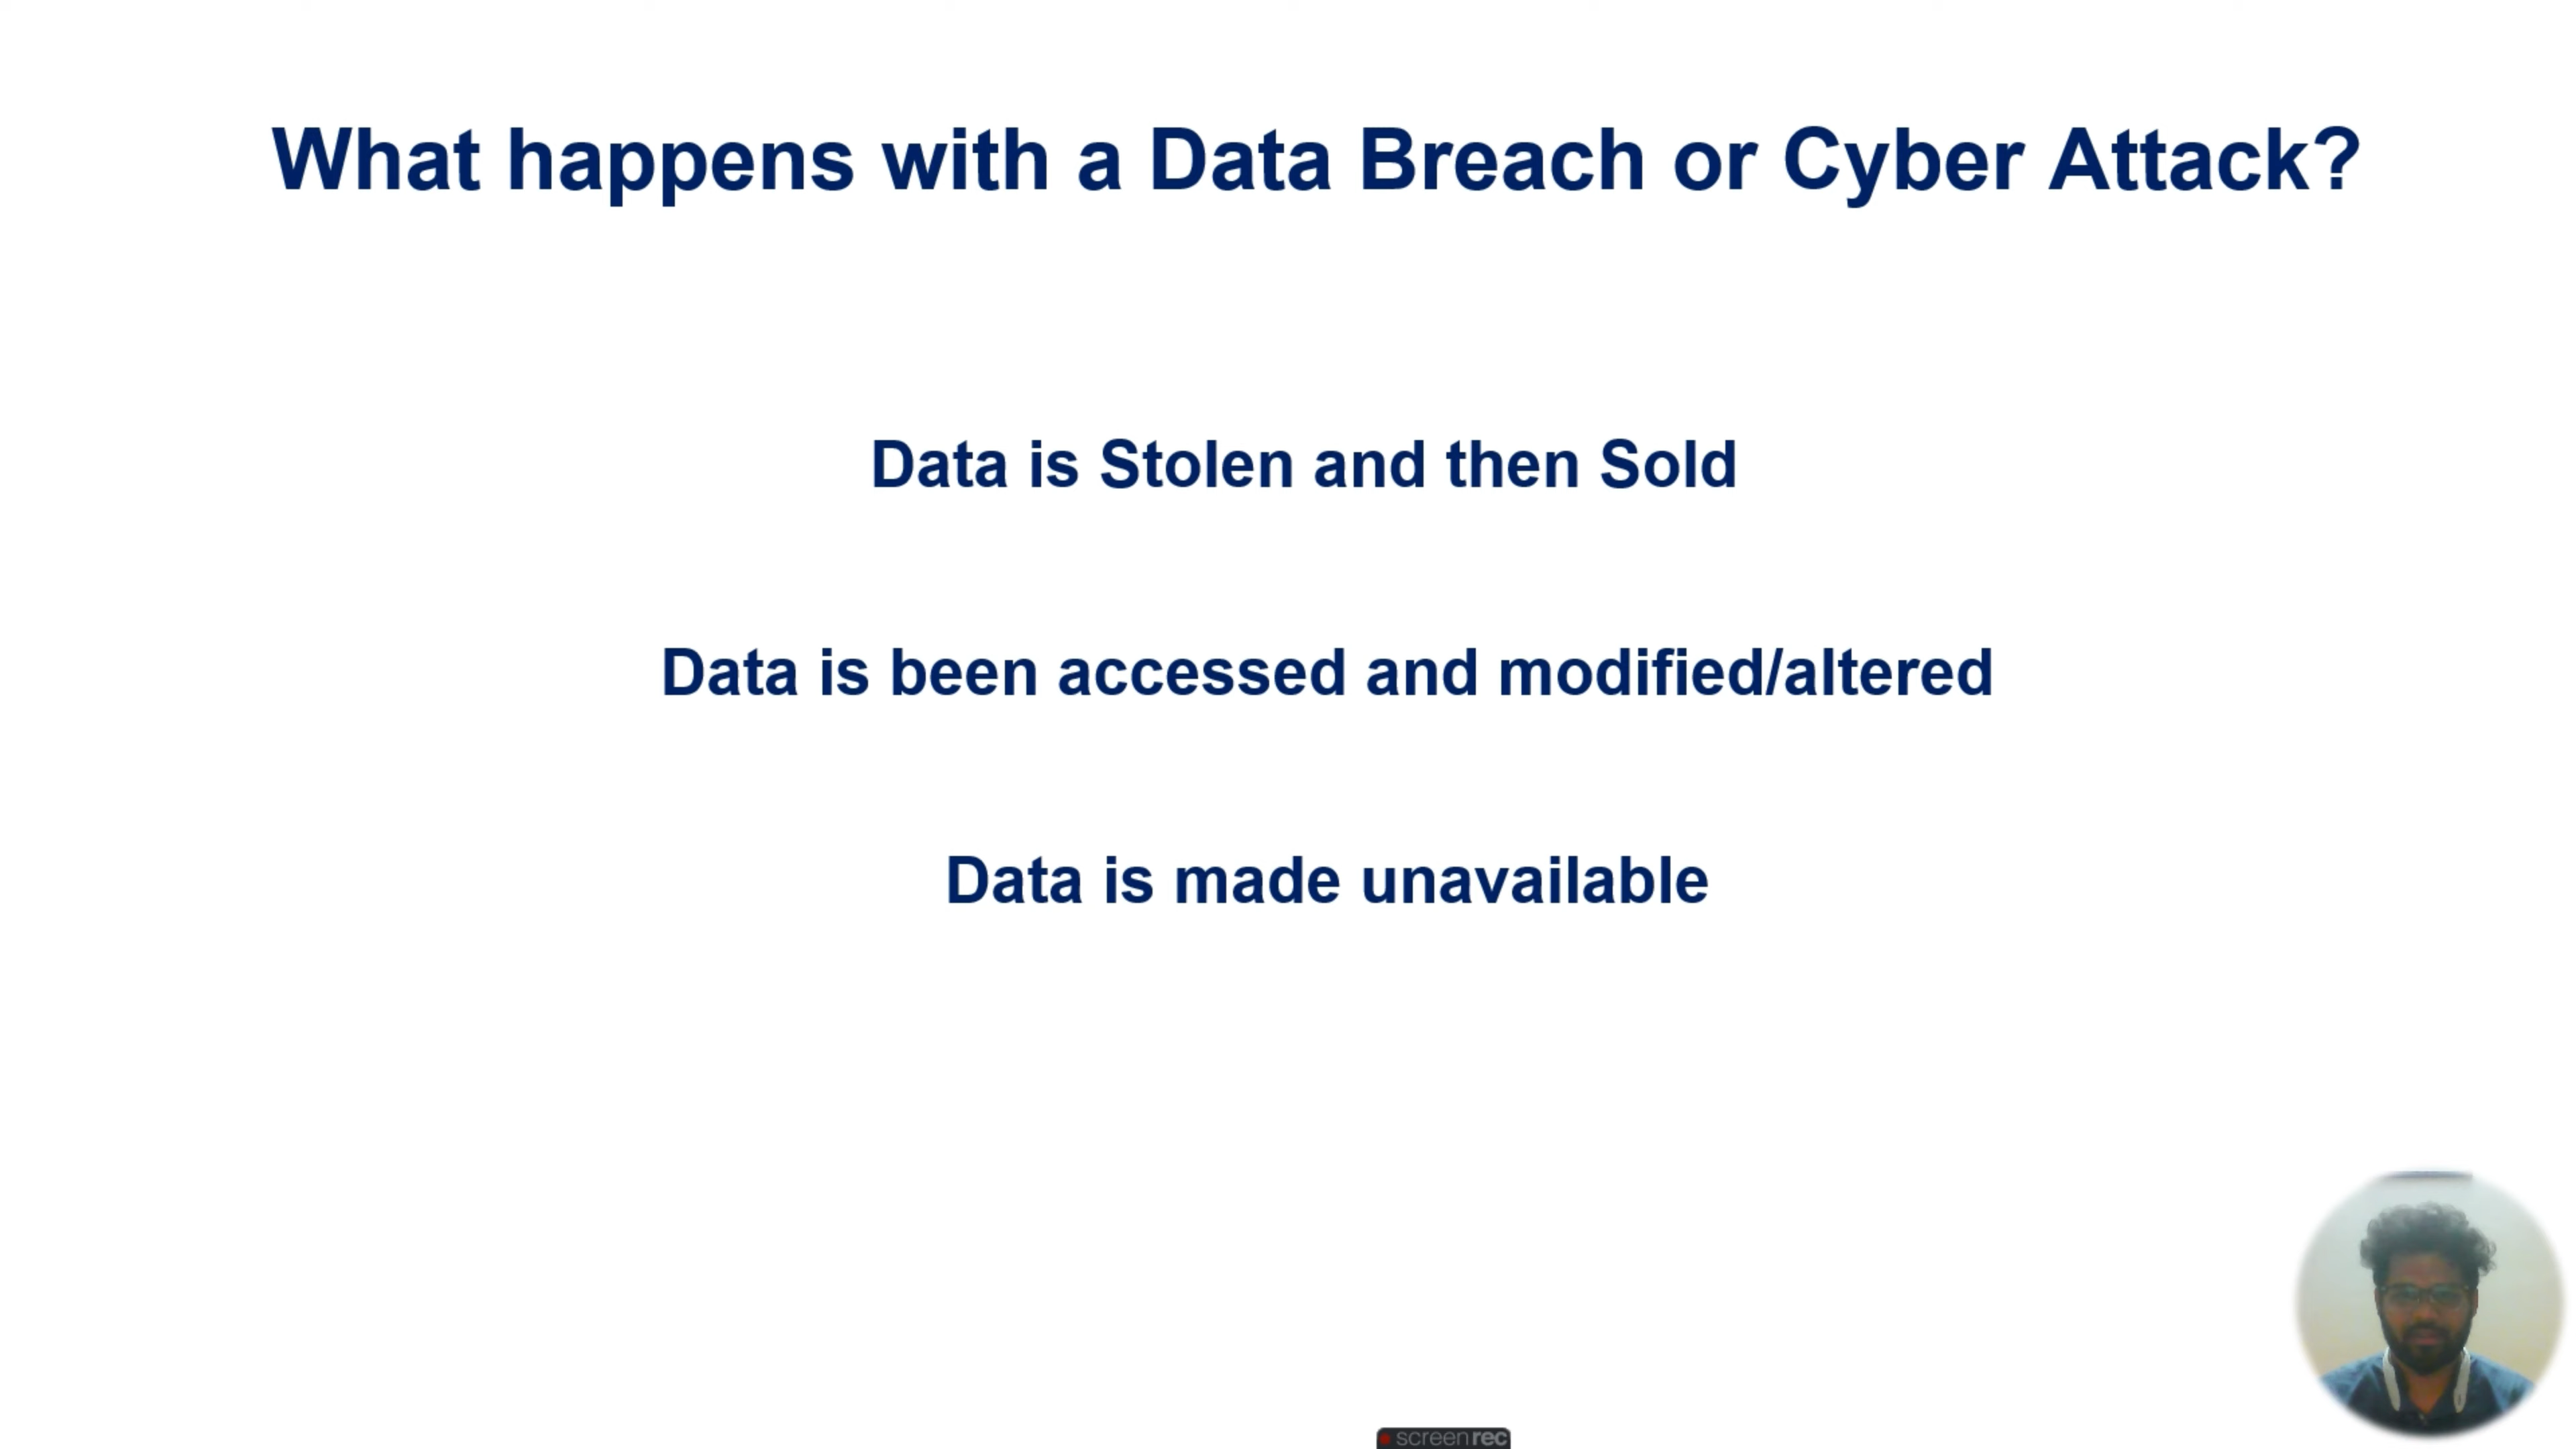 What happens with a Data Breach or Cyber Attack?
Data is Stolen and then Sold
Data is been accessed and modified/altered
Data is made unavailable
screenrec